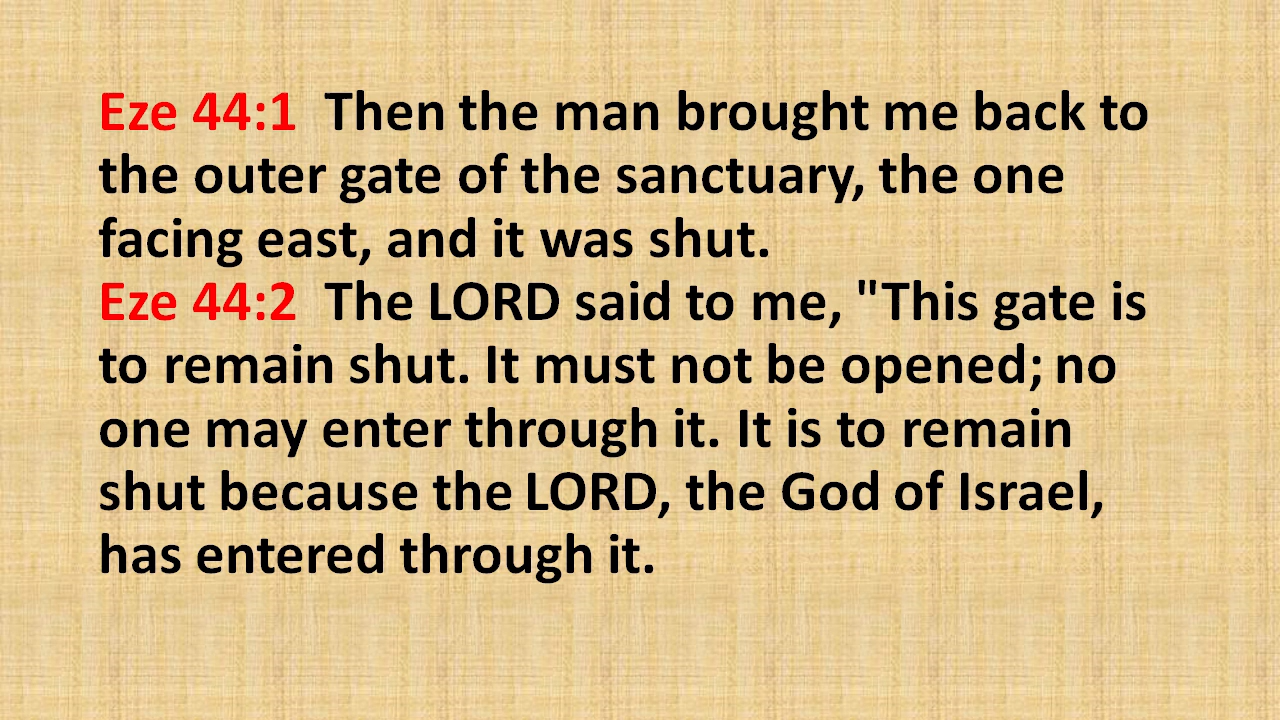 Eze 44:1  Then the man brought me back to
the outer gate of the sanctuary, the one
facing east, and it was shut.
Eze 44:2  The LORD said to me, "This gate is
to remain shut. It must not be opened; no
one may enter through it. It is to remain
shut because the LORD, the God of Israel,
has entered through it.